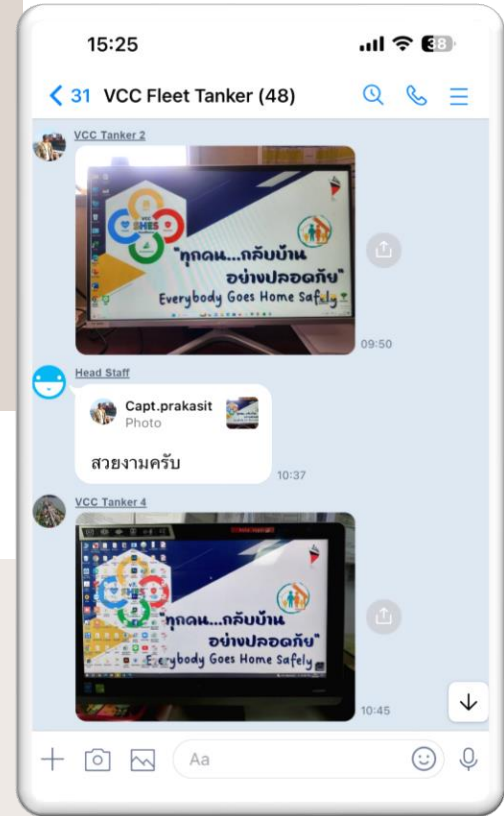 15:25
38
31 VCC Fleet Tanker (48)
VCC Tanker 2
VCC
SHES
"ทุกคน...กลับบ้าน
อย่างปลอดภัย"
Everybody Goes Home Safely
09:50
Head Staff
Capt.prakasit
Photo
สวยงามครับ
10:37
VCC Tanker 4
SHES
"ทุกคน...กลับบ้าน
อย่างปลอดภัย"
Everybody Goes Home Safely
10:45
Aa